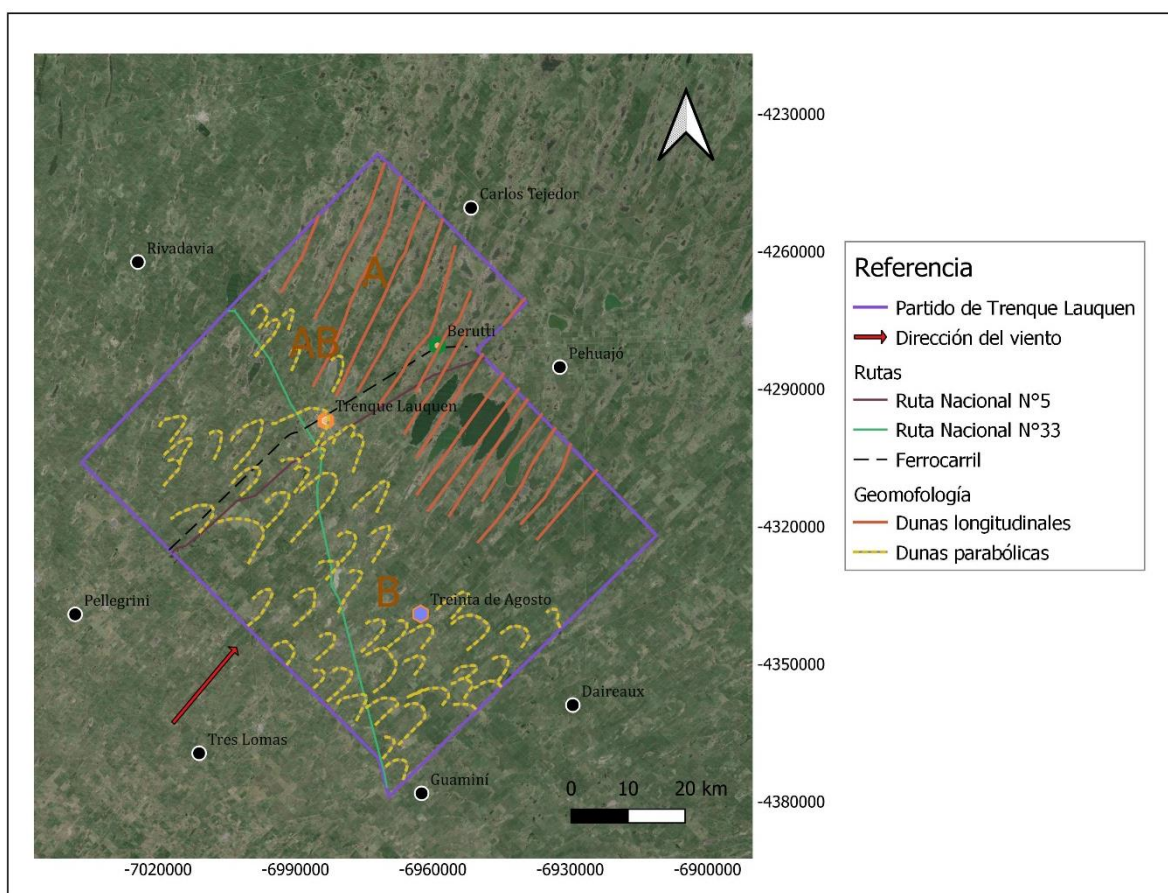 -4230000
Carlos Tejedor
Rivadavia
-4260000
A
AB
Berutti
Pehuajó
-4290000
Trenque Lauquen
-4320000
B
Treinta de Agosto
Pellegrini
-4350000
Daireaux
Tres Lomas
Guaminí
0 10 20 km
-4380000
-7020000 -6990000 -6960000 -6930000 -6900000
Referencia
Partido de Trenque Lauquen
Dirección del viento
Rutas
Ruta Nacional N°5
Ruta Nacional N°33
Ferrocarril
Geomofología
Dunas longitudinales
Dunas parabólicas